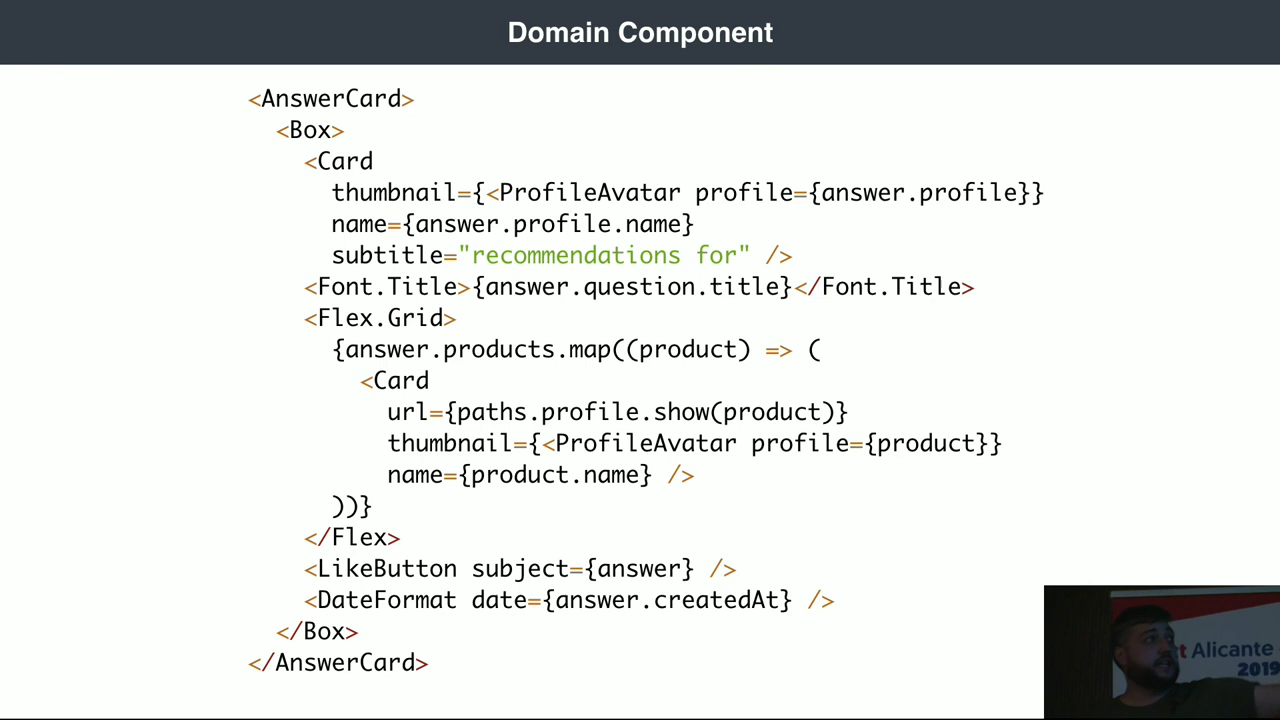 Domain Component
<AnswerCard>
  <Box>
    <Card
      thumbnail={<ProfileAvatar profile={answer.profile}}
      name={answer.profile.name}
      subtitle="recommendations for" />
    <Font.Title>{answer.question.title}</Font.Title>
    <Flex.Grid>
      {answer.products.map((product) => (
        <Card
          url={paths.profile.show(product)}
          thumbnail={<ProfileAvatar profile={product}}
          name={product.name} />
      ))}
    </Flex>
    <LikeButton subject={answer} />
    <DateFormat date={answer.createdAt} />
  </Box>
</AnswerCard>
Alicante
2019